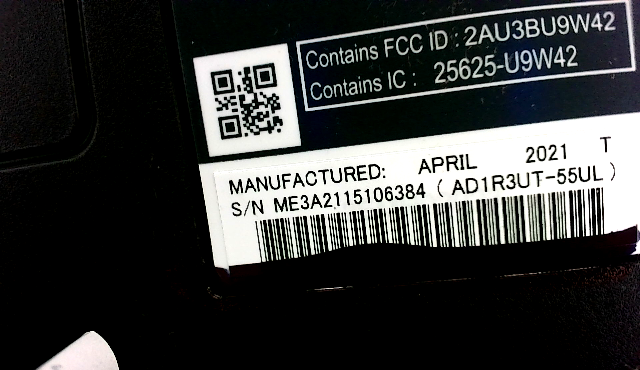 Contains FCC ID : 2AU3BU9W42
Contains IC : 25625-U9W42
MANUFACTURED: APRIL 2021 T
S/N ME3A2115106384 ( AD1R3UT-55UL )